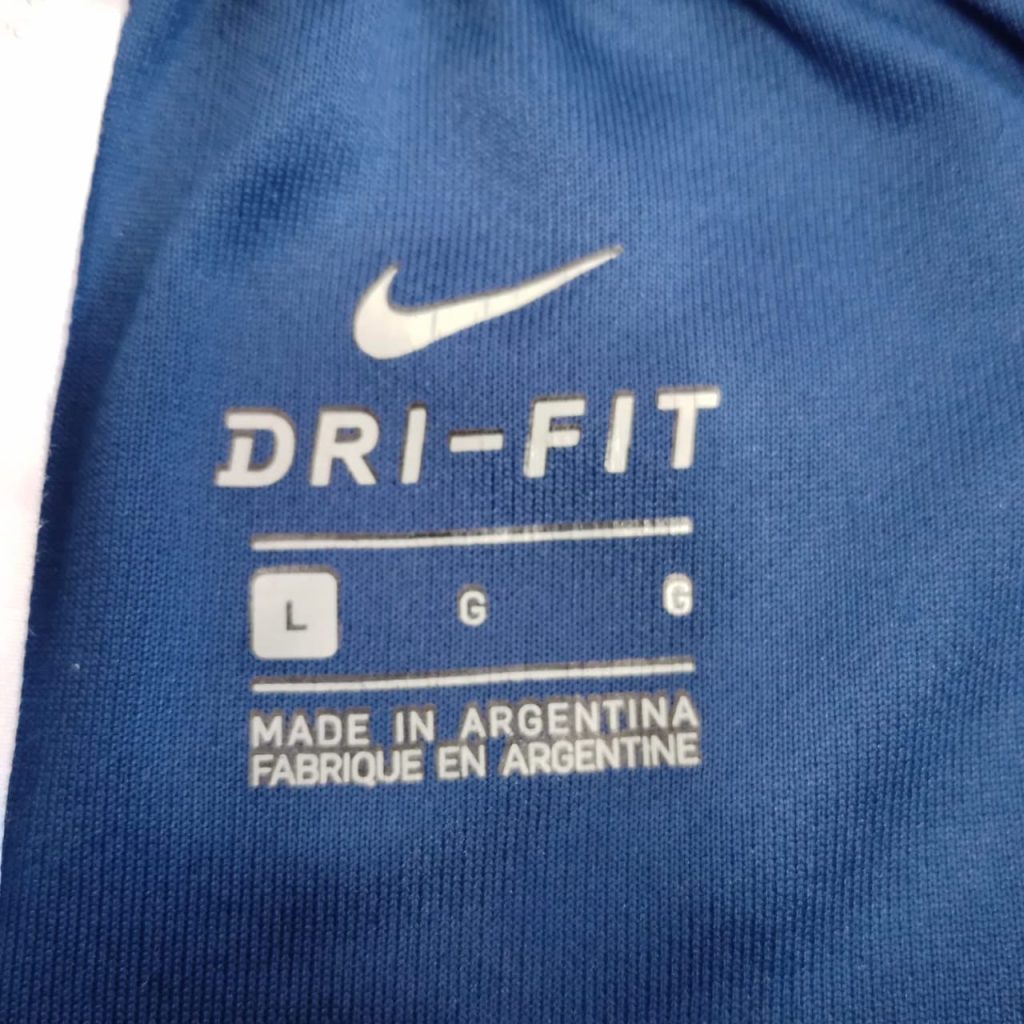 DRI-FIT
L G G
MADE IN ARGENTINA
FABRIQUE EN ARGENTINE